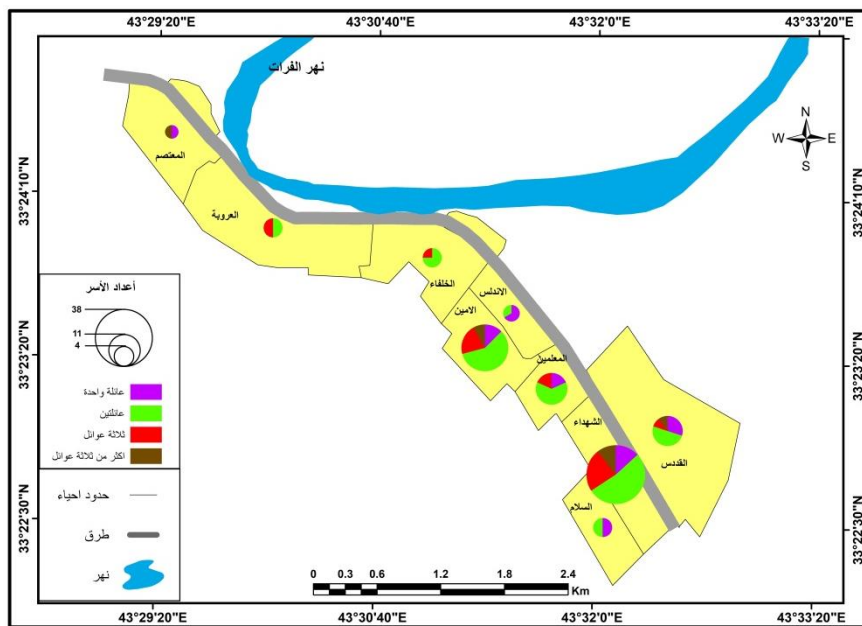 43°29'20"E 43°30'40"E 43°32'0"E 43°33'20"E
نهر الفرات
N
W E
S
المعتصم
33°24'10"N 33°24'10"N
العروبة
أعداد الأسر
38
11
4
الخلفاء
الاندلس
الامين
33°23'20"N 33°23'20"N
المعلمين
عائلة واحدة
عائلتين
ثلاثة عوائل
اكثر من ثلاثة عوائل
الشهداء
القددس
السلام
حدود احياء
طرق
نهر
33°22'30"N 33°22'30"N
0 0.3 0.6 1.2 1.8 2.4
Km
43°29'20"E 43°30'40"E 43°32'0"E 43°33'20"E